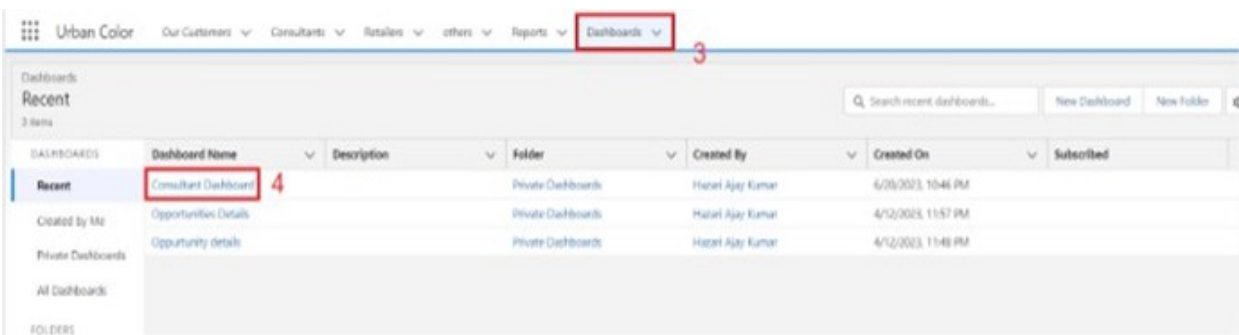 Urban Color Our Customers Consultants Retailers others Reports Dashboards
3
Dashboards
Recent
3 items
Search recent dashboards... New Dashboard New Folder
DASHBOARDS Dashboard Name Description Folder Created By Created On Subscribed
Recent Consultant Dashboard 4 Private Dashboards Hazari Ajay Kumar 6/20/2023, 10:46 PM
Created by Me Opportunities Details Private Dashboards Hazari Ajay Kumar 4/12/2023, 11:57 PM
Oppurtunity details Private Dashboards Hazari Ajay Kumar 4/12/2023, 11:48 PM
Private Dashboards
All Dashboards
FOLDERS